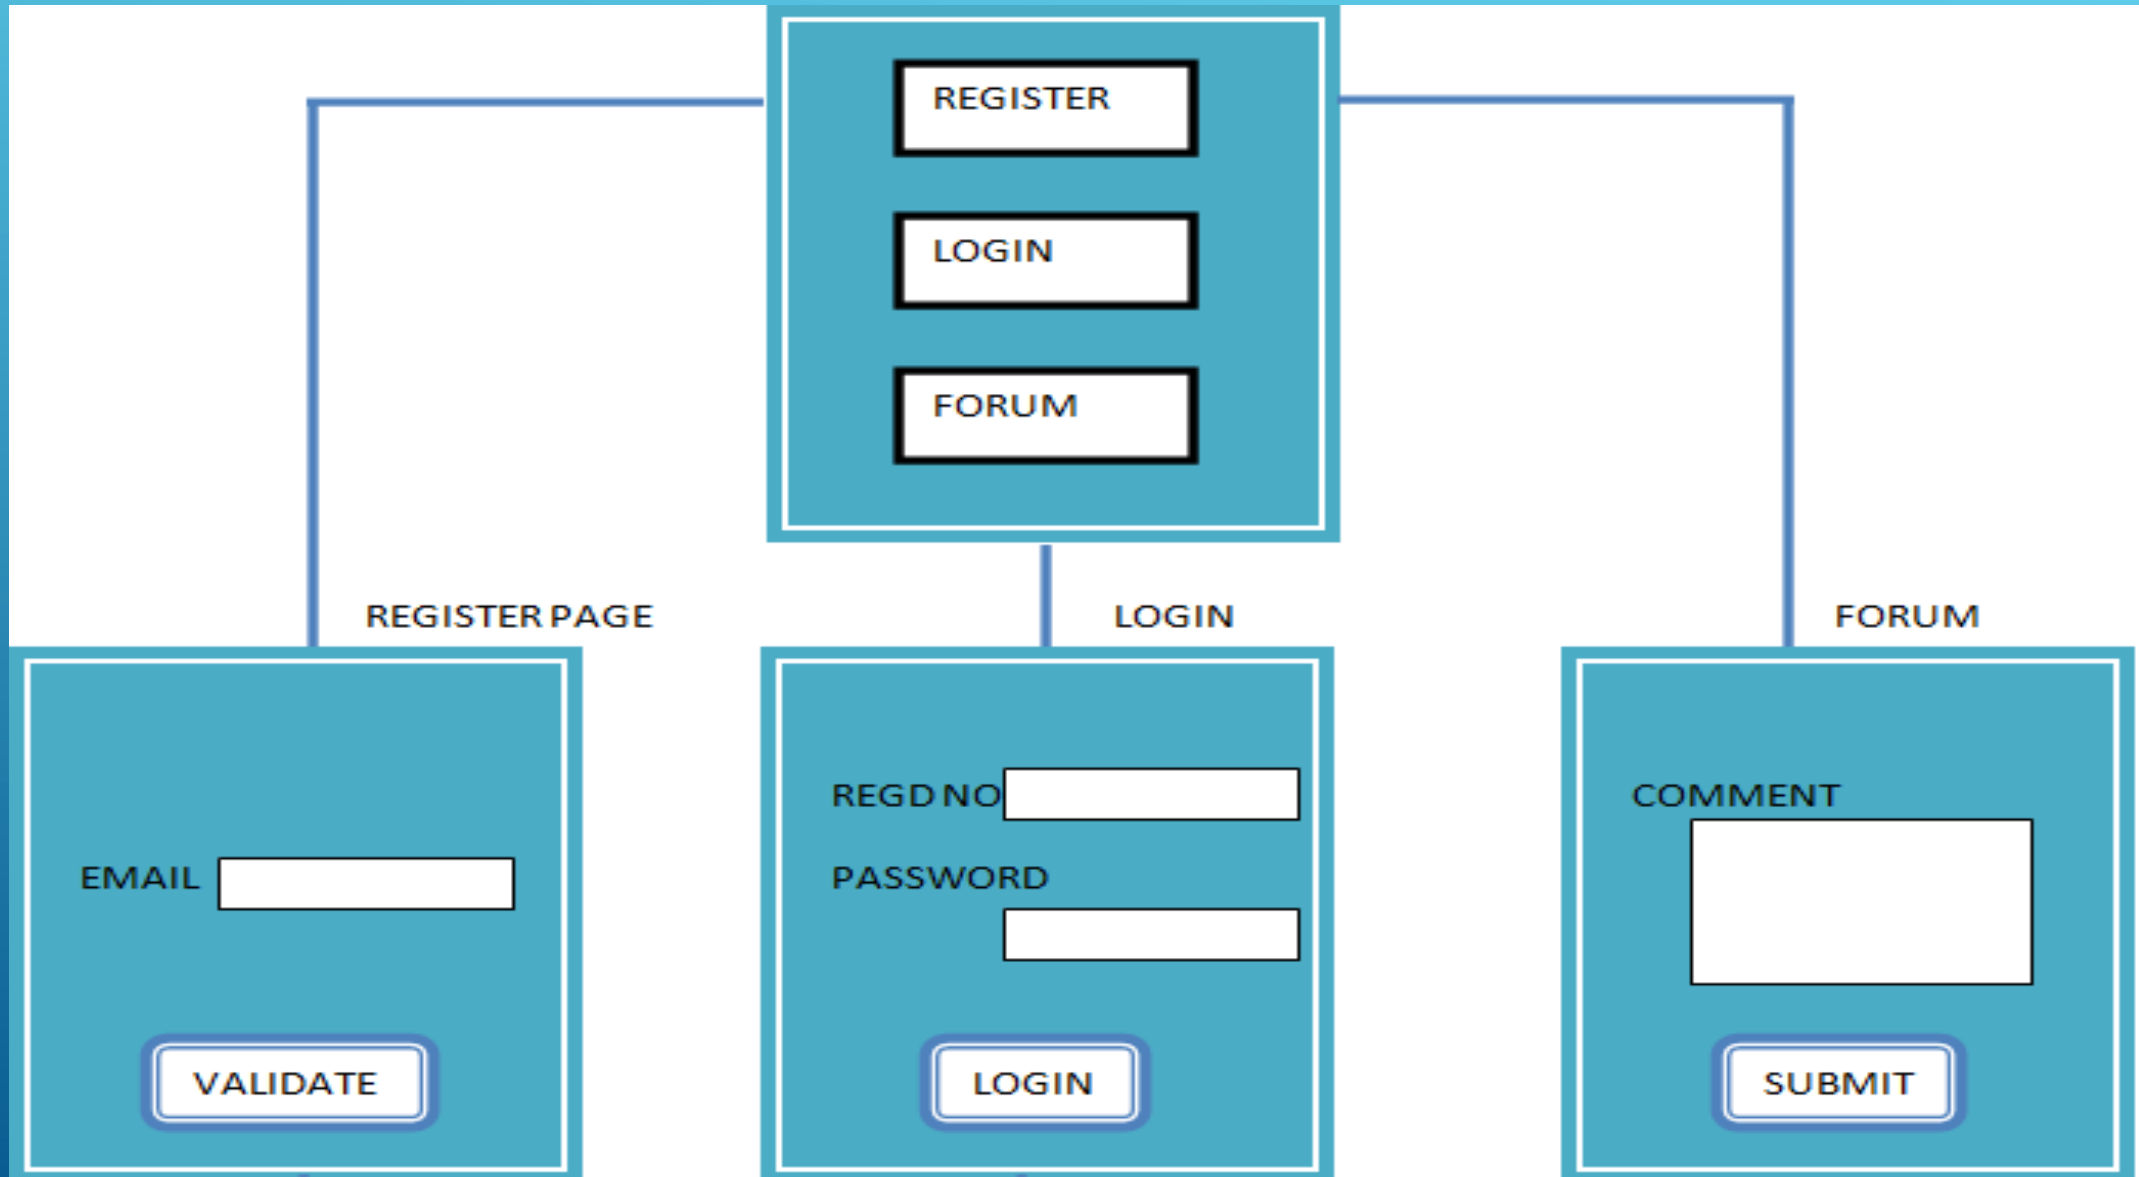 REGISTER
LOGIN
FORUM
REGISTER PAGE
LOGIN
FORUM
EMAIL
VALIDATE
REGD NO
PASSWORD
LOGIN
COMMENT
SUBMIT